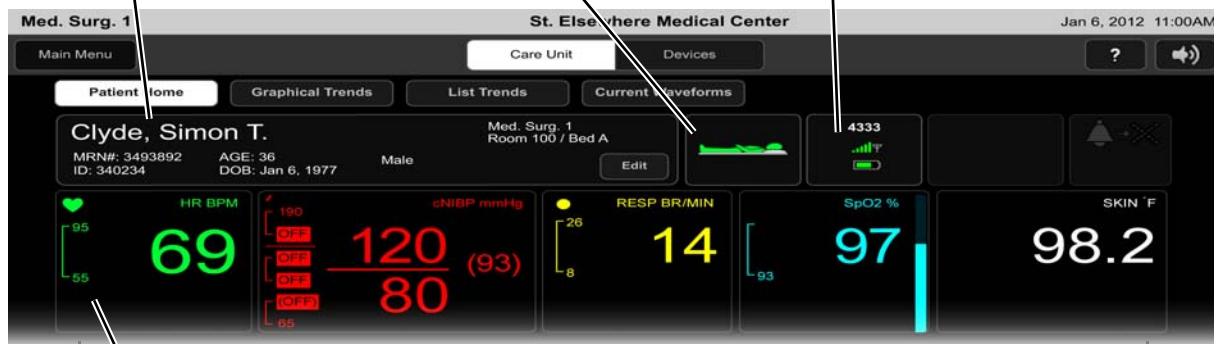 Med. Surg. 1 St. Elsewhere Medical Center Jan 6, 2012 11:00AM
Main Menu Care Unit Devices ?
Patient Home Graphical Trends List Trends Current Waveforms
Clyde, Simon T. Med. Surg. 1
Room 100 / Bed A
MRN#: 3493892 AGE: 36 Male
ID: 340234 DOB: Jan 6, 1977 Edit
4333
HR BPM
95
69
55
cNIBP mmHg
190
OFF
OFF
OFF
(OFF)
65
120 (93)
80
RESP BR/MIN
26
14
8
SpO2 %
97
93
SKIN °F
98.2